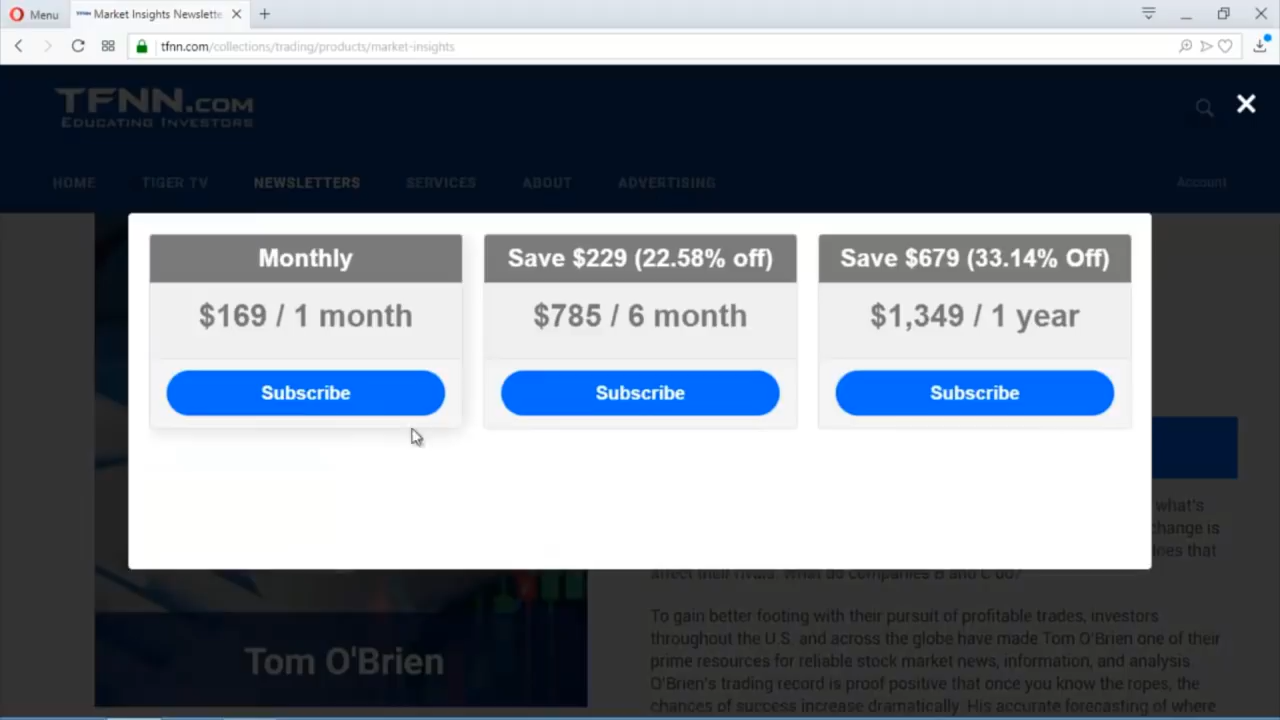 Menu
Market Insights Newslette
tfnn.com/collections/trading/products/market-insights
TFNN.COM
EDUCATING INVESTORS
HOME TIGER TV NEWSLETTERS SERVICES ABOUT ADVERTISING Account
Monthly
$169 / 1 month
Subscribe
Save $229 (22.58% off)
$785 / 6 month
Subscribe
Save $679 (33.14% Off)
$1,349 / 1 year
Subscribe
what's
change is
does that
affect their rivals. What do companies B and C do?
To gain better footing with their pursuit of profitable trades, investors
throughout the U.S. and across the globe have made Tom O'Brien one of their
prime resources for reliable stock market news, information, and analysis.
O'Brien's trading record is proof positive that once you know the ropes, the
chances of success increase dramatically. His accurate forecasting of where
Tom O'Brien